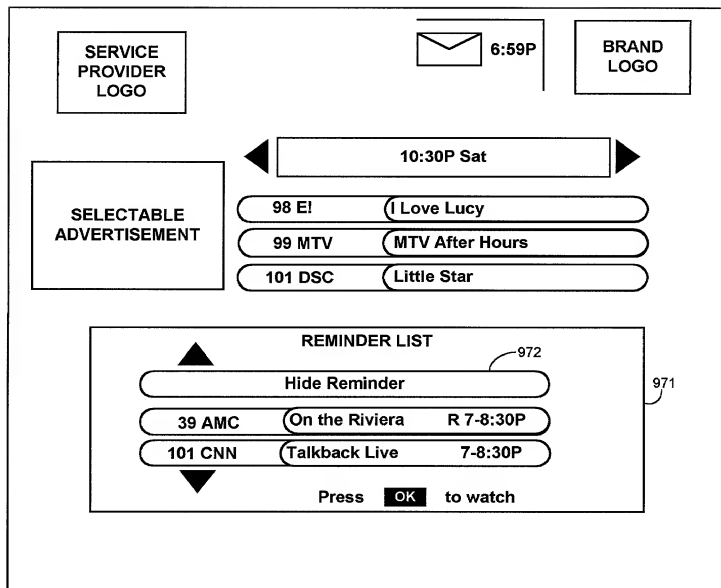 SERVICE
PROVIDER
LOGO
6:59P
BRAND
LOGO
10:30P Sat
SELECTABLE
ADVERTISEMENT
98 E! I Love Lucy
99 MTV MTV After Hours
101 DSC Little Star
REMINDER LIST
972
Hide Reminder
971
39 AMC On the Riviera R 7-8:30P
101 CNN Talkback Live 7-8:30P
Press OK to watch